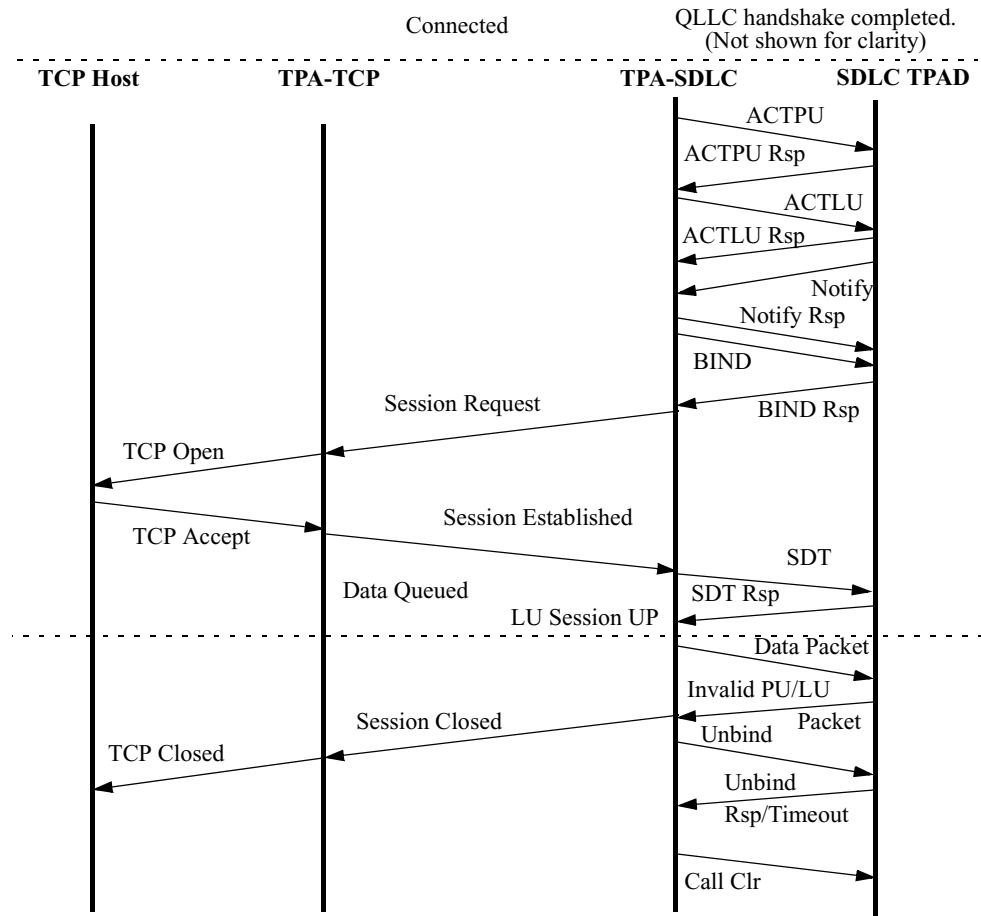 Connected
QLLC handshake completed.
(Not shown for clarity)
TCP Host
TPA-TCP
TPA-SDLC
SDLC TPAD
ACTPU
ACTPU Rsp
ACTLU
ACTLU Rsp
Notify
Notify Rsp
BIND
Session Request
BIND Rsp
TCP Open
Session Established
TCP Accept
SDT
Data Queued
SDT Rsp
LU Session UP
Data Packet
Invalid PU/LU
Packet
Session Closed
Unbind
TCP Closed
Unbind
Rsp/Timeout
Call Clr